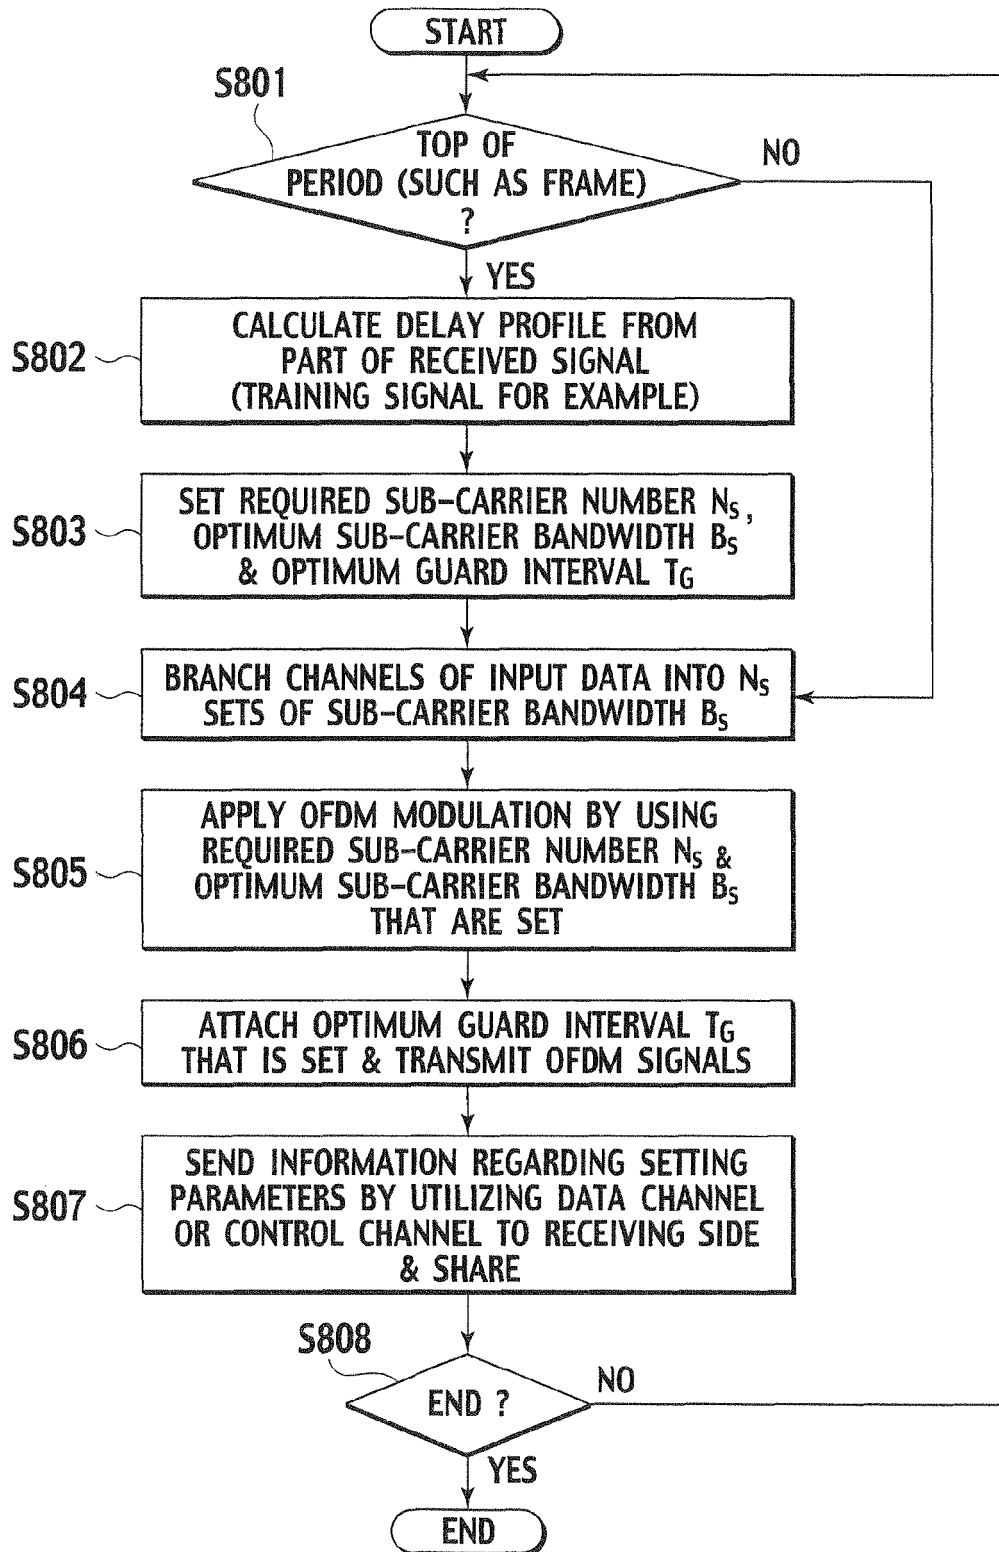 START
S801
TOP OF
PERIOD (SUCH AS FRAME)
?
NO
YES
S802
CALCULATE DELAY PROFILE FROM
PART OF RECEIVED SIGNAL
(TRAINING SIGNAL FOR EXAMPLE)
S803
SET REQUIRED SUB-CARRIER NUMBER NS,
OPTIMUM SUB-CARRIER BANDWIDTH BS,
& OPTIMUM GUARD INTERVAL TG
S804
BRANCH CHANNELS OF INPUT DATA INTO NS
SETS OF SUB-CARRIER BANDWIDTH BS
S805
APPLY OFDM MODULATION BY USING
REQUIRED SUB-CARRIER NUMBER NS &
OPTIMUM SUB-CARRIER BANDWIDTH BS
THAT ARE SET
S806
ATTACH OPTIMUM GUARD INTERVAL TG
THAT IS SET & TRANSMIT OFDM SIGNALS
S807
SEND INFORMATION REGARDING SETTING
PARAMETERS BY UTILIZING DATA CHANNEL
OR CONTROL CHANNEL TO RECEIVING SIDE
& SHARE
S808
END ?
NO
YES
END